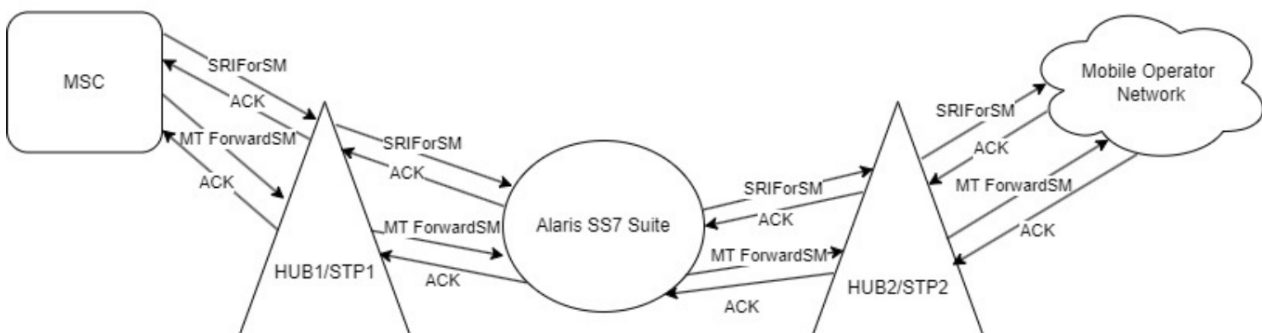 MSC
SRIForSM
ACK
MT ForwardSM
ACK
HUB1/STP1
SRIForSM
ACK
MT ForwardSM
ACK
Alaris SS7 Suite
SRIForSM
ACK
MT ForwardSM
ACK
HUB2/STP2
SRIForSM
ACK
MT ForwardSM
ACK
Mobile Operator
Network